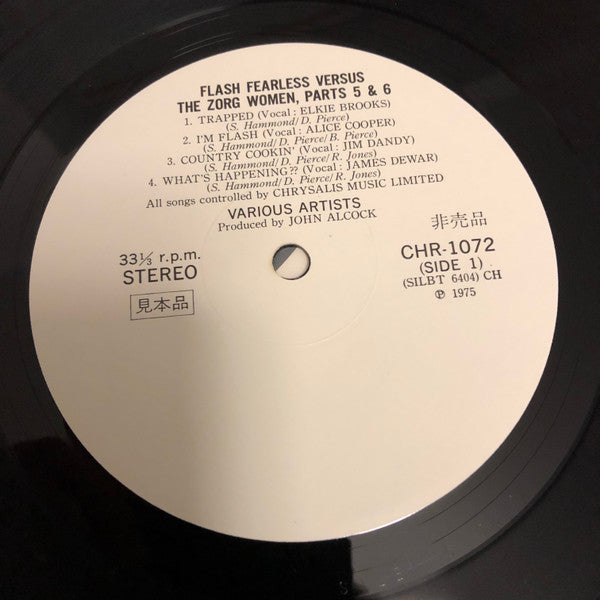 FLASH FEARLESS VERSUS
THE ZORG WOMEN, PARTS 5 & 6
1. TRAPPED (Vocal : ELKIE BROOKS)
(S. Hammond/D. Pierce)
2. I'M FLASH (Vocal : ALICE COOPER)
(S. Hammond/D. Pierce/B. Pierce)
3. COUNTRY COOKIN' (Vocal : JIM DANDY)
(S. Hammond/D. Pierce/R. Jones)
4. WHAT'S HAPPENING?? (Vocal : JAMES DEWAR)
(S. Hammond/D. Pierce/R. Jones)
All songs controlled by CHRYSALIS MUSIC LIMITED
VARIOUS ARTISTS
Produced by JOHN ALCOCK
33⅓ r.p.m.
STEREO
見本品
非売品
CHR-1072
(SIDE 1)
(SILBT 6404) CH
℗ 1975